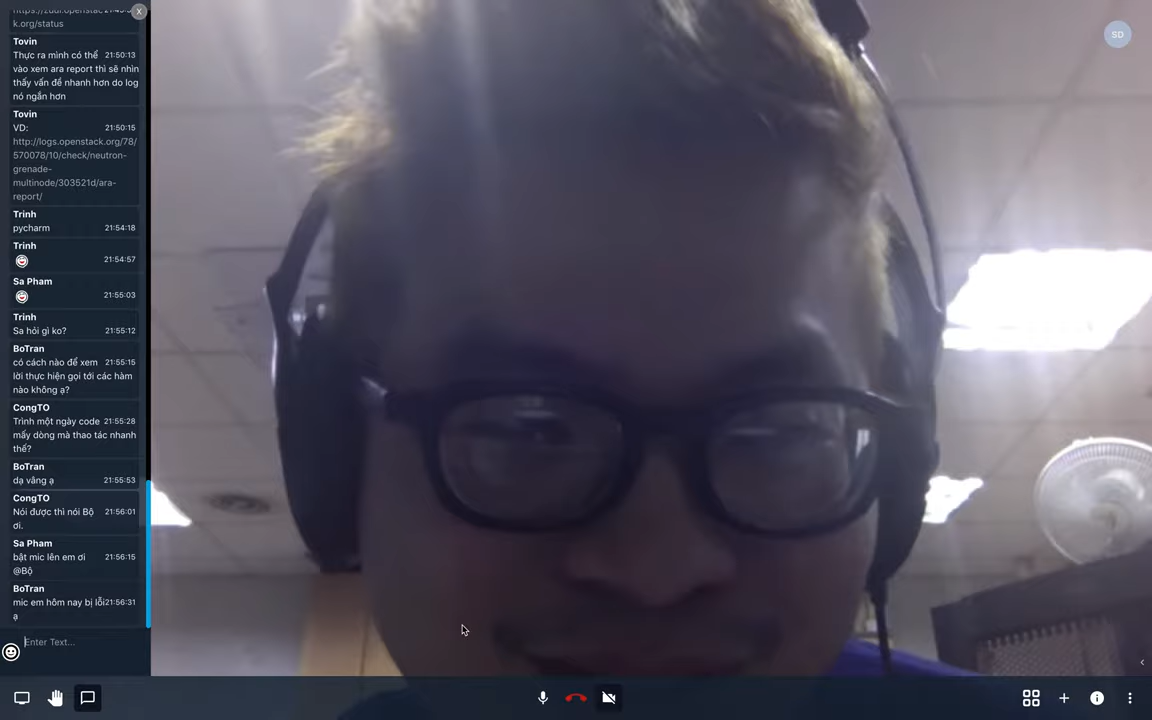 k.org/status
Tovin
Thực ra mình có thể 21:50:13
vào xem ara report thì sẽ nhìn
thấy vấn đề nhanh hơn do log
nó ngắn hơn
Tovin
VD: 21:50:15
http://logs.openstack.org/78/
570078/10/check/neutron-
grenade-
multinode/303521d/ara-
report/
Trinh
pycharm 21:54:18
Trinh
21:54:57
Sa Pham
21:55:03
Trinh
Sa hỏi gì ko? 21:55:12
BoTran
có cách nào để xem 21:55:15
lời thực hiện gọi tới các hàm
nào không ạ?
CongTO
Trình một ngày code 21:55:28
mấy dòng mà thao tác nhanh
thế?
BoTran
dạ vâng ạ 21:55:53
CongTO
Nói được thì nói Bộ 21:56:01
ơi.
Sa Pham
bật mic lên em ơi 21:56:15
@Bộ
BoTran
mic em hôm nay bị lỗi 21:56:31
ạ
Enter Text...
X
SD